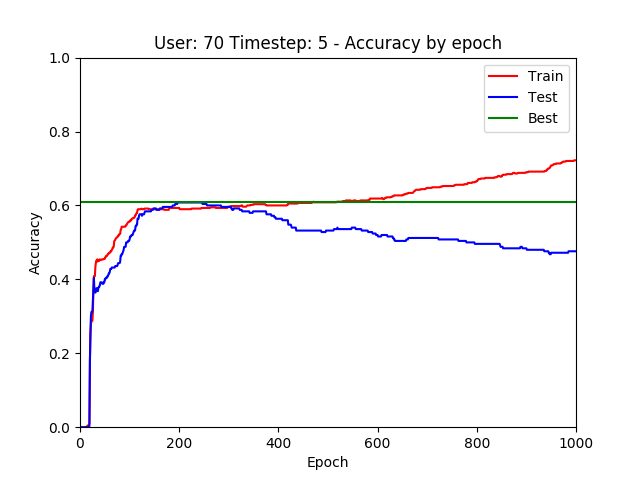 User: 70 Timestep: 5 - Accuracy by epoch
1.0
0.8
0.6
0.4
0.2
0.0
Accuracy
Train
Test
Best
0 200 400 600 800 1000
Epoch